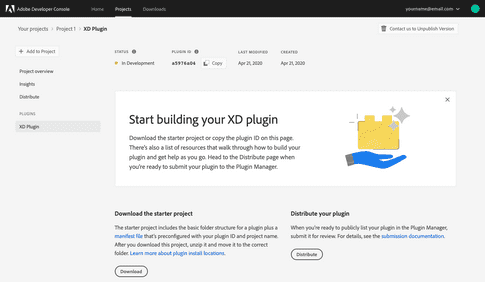 Adobe Developer Console
Home
Projects
Downloads
yourname@email.com
Your projects > Project 1 > XD Plugin
Contact us to Unpublish Version
Add to Project
Project overview
Insights
Distribute
PLUGINS
XD Plugin
STATUS
PLUGIN ID
LAST MODIFIED
CREATED
In Development
a5976a04
Copy
Apr 21, 2020
Apr 21, 2020
Start building your XD plugin
Download the starter project or copy the plugin ID on this page.
There's also a list of resources that walk through how to build your
plugin and get help as you go. Head to the Distribute page when
you're ready to submit your plugin to the Plugin Manager.
Download the starter project
The starter project includes the basic folder structure for a plugin plus a
manifest file that's preconfigured with your plugin ID and project name.
After you download this project, unzip it and move it to the correct
folder. Learn more about plugin install locations.
Download
Distribute your plugin
When you're ready to publicly list your plugin in the Plugin Manager,
submit it for review. For details, see the submission documentation.
Distribute